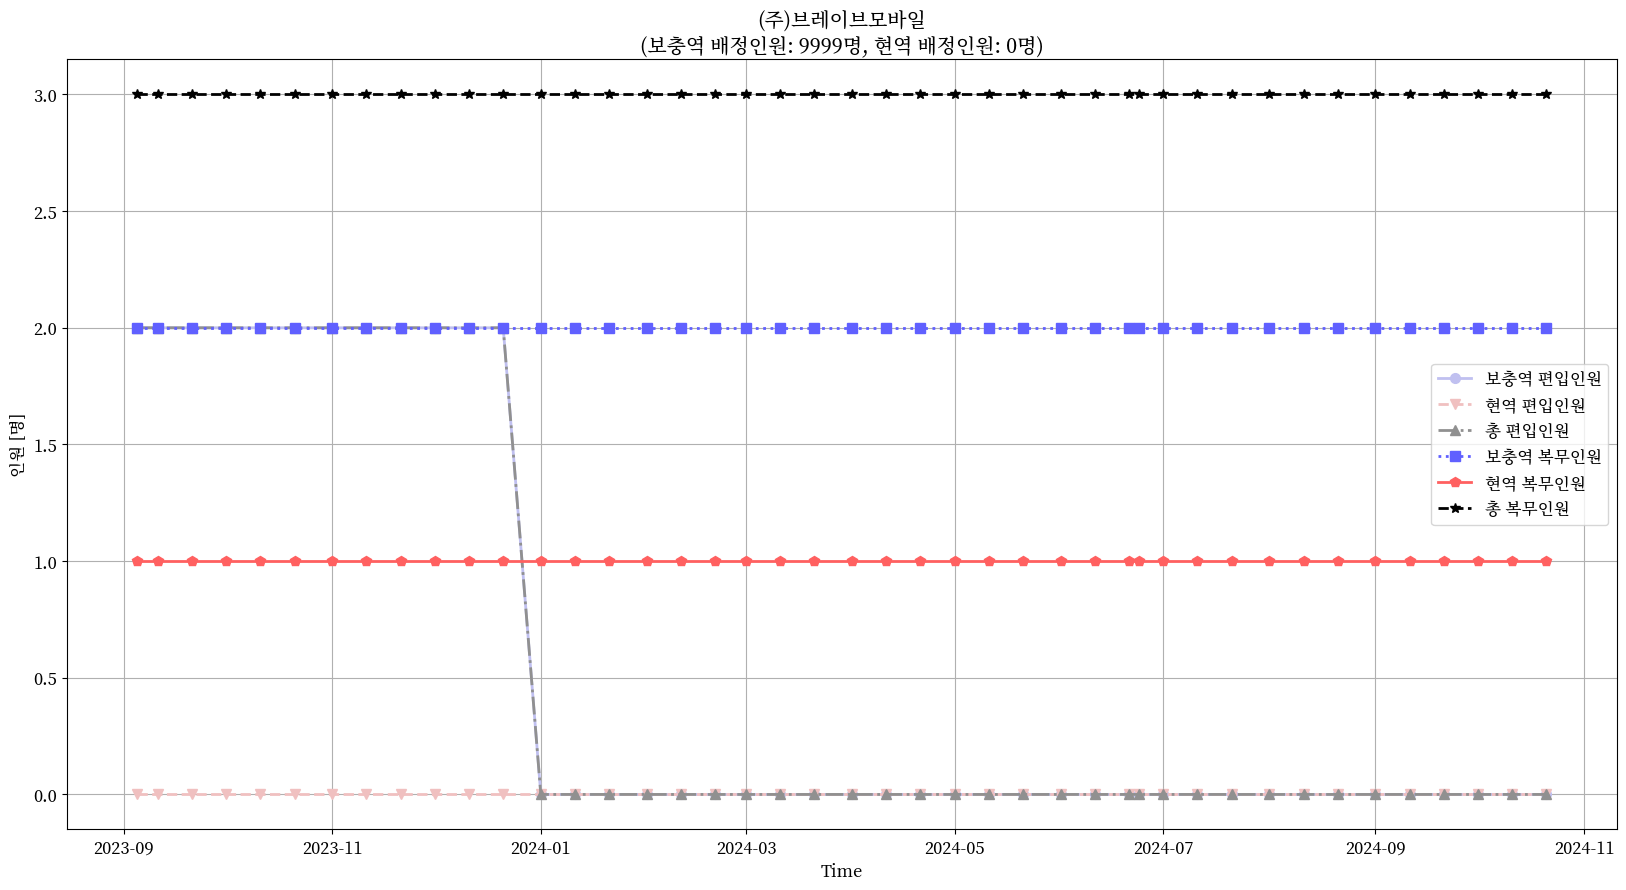 (주)브레이브모바일
(보충역 배정인원: 9999명, 현역 배정인원: 0명)
3.0
2.5
2.0
1.5
1.0
0.5
0.0
인원 [명]
보충역 편입인원
현역 편입인원
총 편입인원
보충역 복무인원
현역 복무인원
총 복무인원
2023-09 2023-11 2024-01 2024-03 2024-05 2024-07 2024-09 2024-11
Time